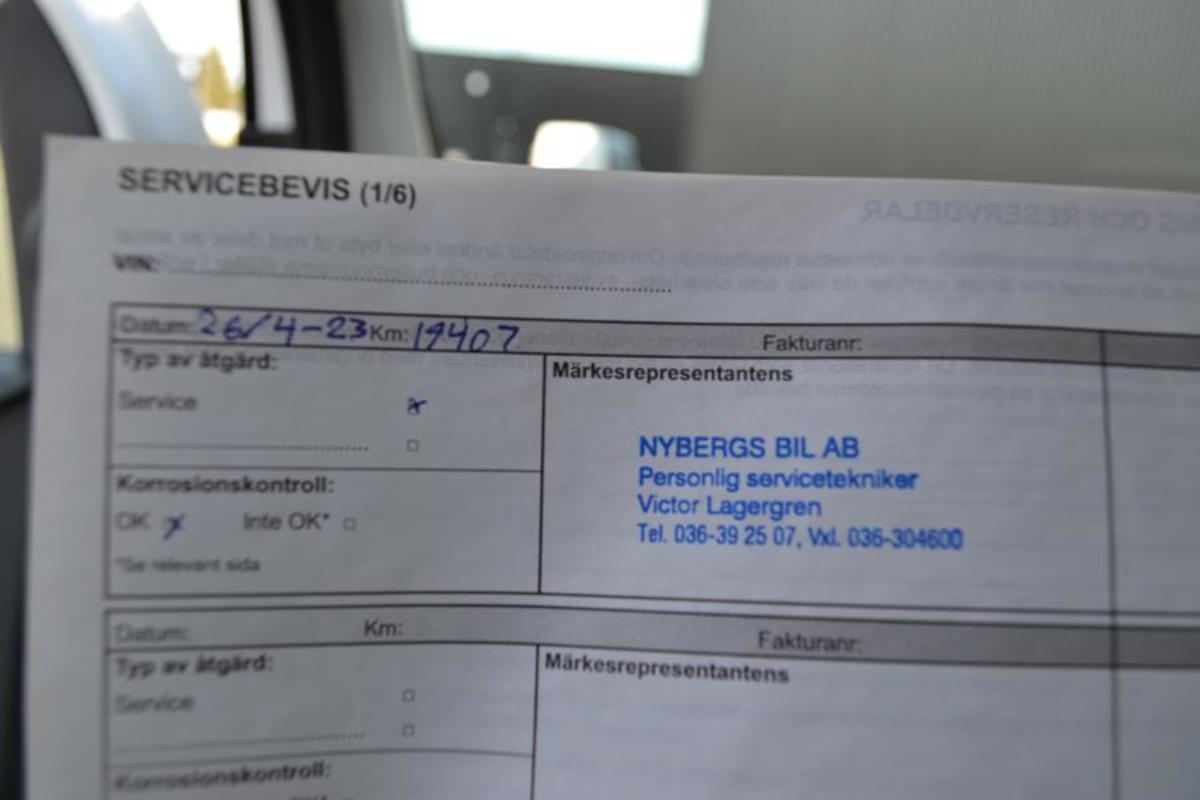 SERVICEBEVIS (1/6)
VIN:
Datum: 26/4-23 Km: 19407 Fakturanr:
Typ av åtgärd:
Service
Korrosionskontroll:
OK Inte OK*
*Se relevant sida
Märkesrepresentantens
NYBERGS BIL AB
Personlig servicetekniker
Victor Lagergren
Tel. 036-39 25 07, Vxl. 036-304600
Datum: Km: Fakturanr:
Typ av åtgärd:
Service
Märkesrepresentantens
Korrosionskontroll: